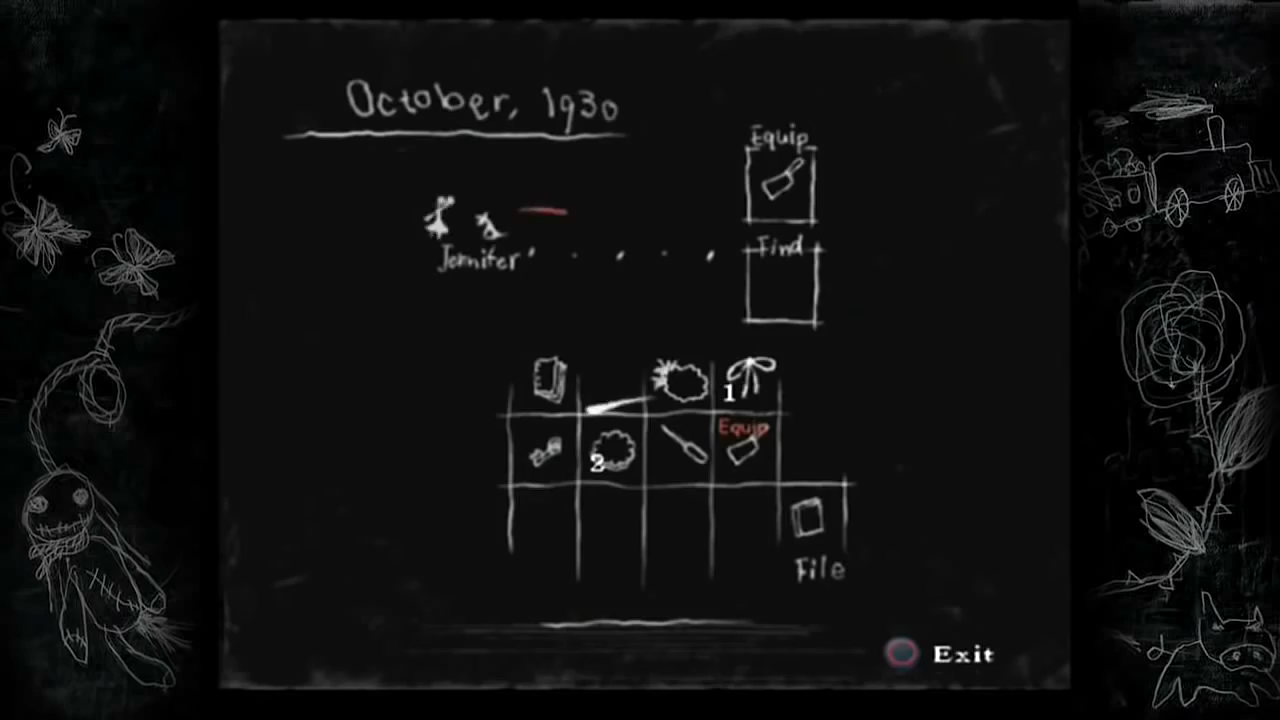 October, 1930
Equip
Jennifer
Find
1
Equip
2
File
Exit